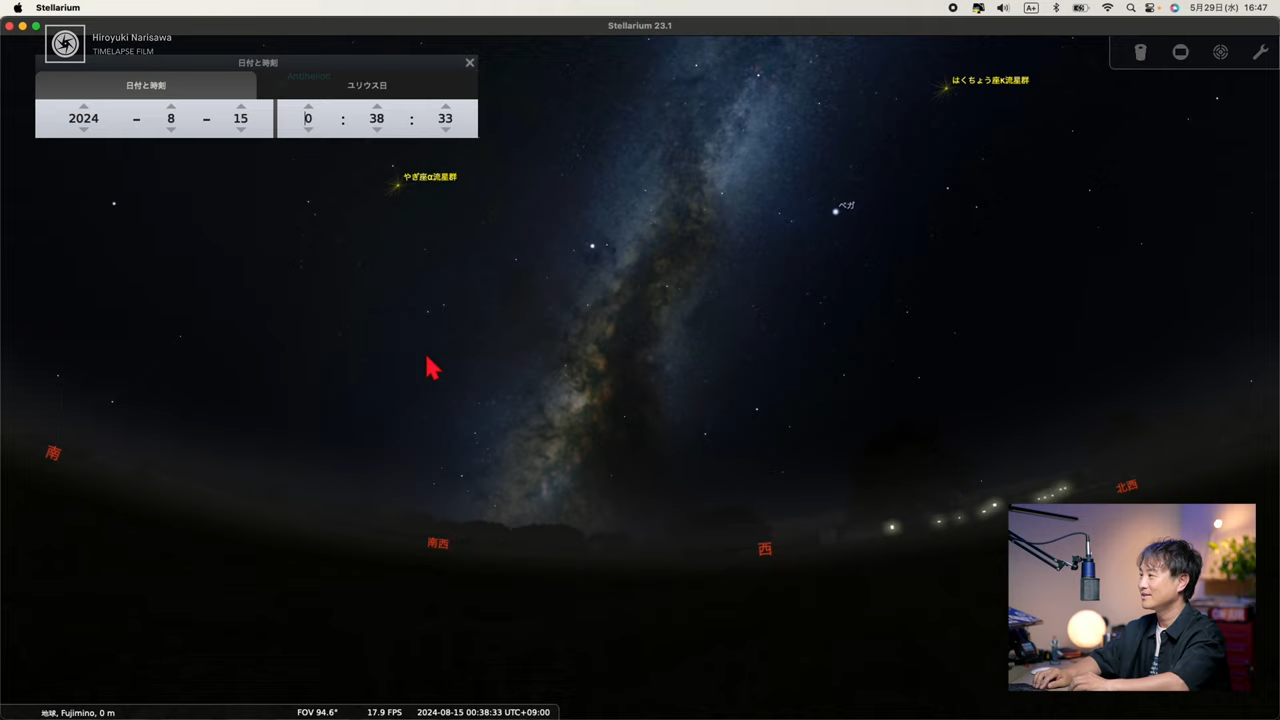 Stellarium
A+
5月29日(水) 16:47
Stellarium 23.1
Hiroyuki Narisawa
TIMELAPSE FILM
日付と時刻
Antihelion
日付と時刻
ユリウス日
2024 - 8 - 15 0 : 38 : 33
はくちょう座κ流星群
やぎ座α流星群
ベガ
南
南西
西
北西
地球, Fujimino, 0 m
FOV 94.6°
17.9 FPS
2024-08-15 00:38:33 UTC+09:00